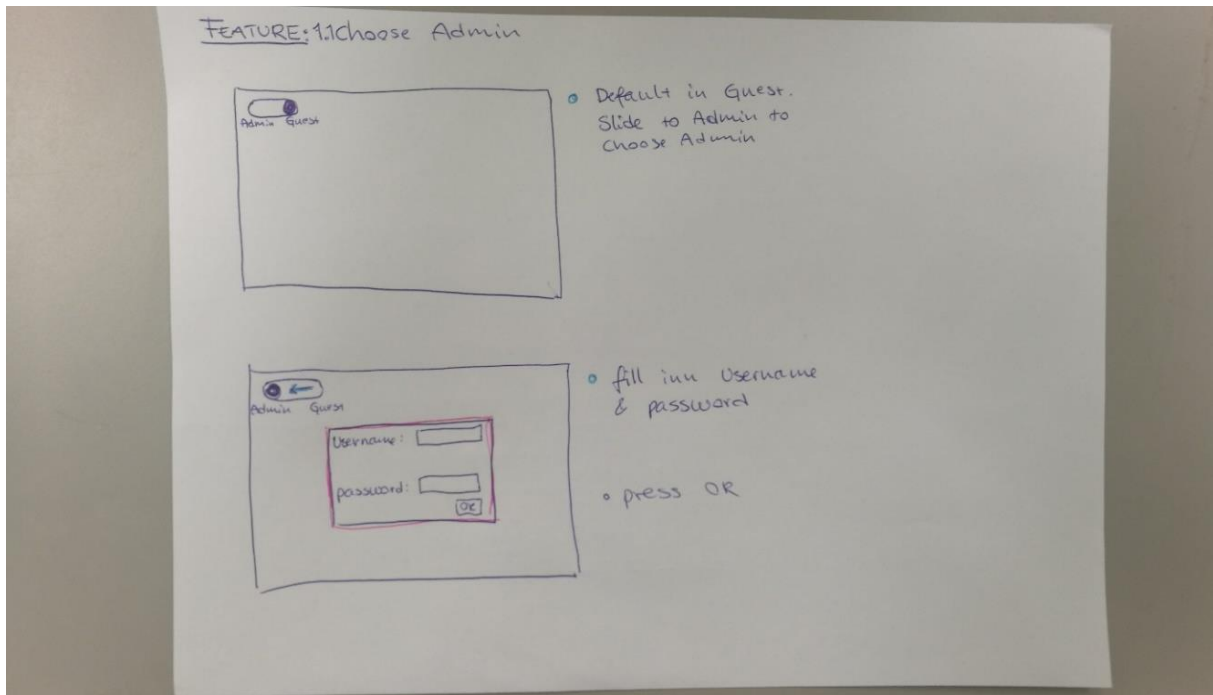 FEATURE: 1.1 Choose Admin
Admin Guest
Default in Guest.
Slide to Admin to
Choose Admin
Admin Guest
Username:
password:
OK
fill inn Username
& password
press OK